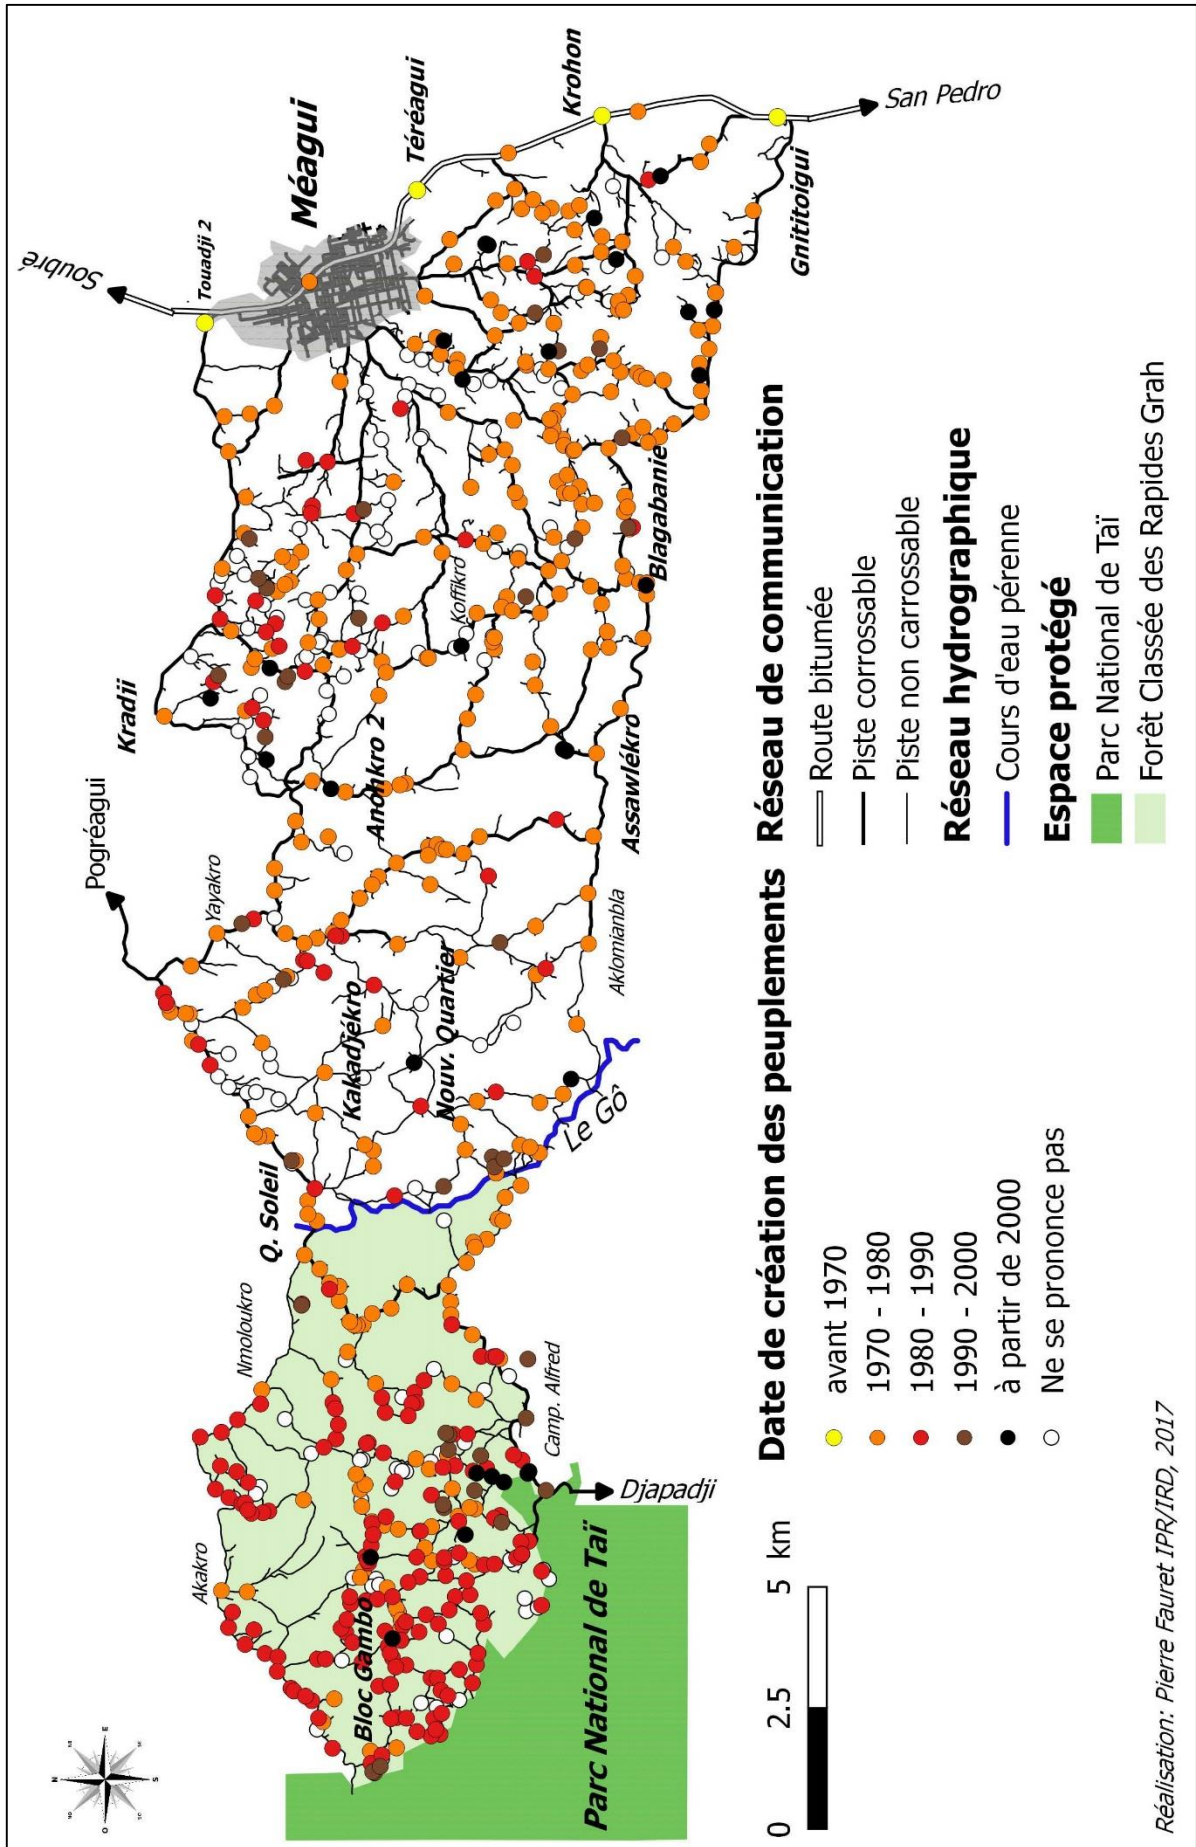 Soubré
Touadji 2
Méagui
Téréagui
Krohon
San Pedro
Gnititoigui
Kradji
Pogréagui
Yayakro
Anohkro 2
Koffikro
Blagabanie
Assawlékro
Aklomianbla
Kakadjékro
Nouv. Quartier
Q. Soleil
Le Gô
Nmoloukro
Akakro
Bloc Gambo
Camp. Alfred
Djapadji
Parc National de Taï
N
E
S
O
0 2.5 5 km
Date de création des peuplements
avant 1970
1970 - 1980
1980 - 1990
1990 - 2000
à partir de 2000
Ne se prononce pas
Réseau de communication
Route bitumée
Piste corrossable
Piste non carrossable
Réseau hydrographique
Cours d'eau pérenne
Espace protégé
Parc National de Taï
Forêt Classée des Rapides Grah
Réalisation: Pierre Fauret IPR/IRD, 2017